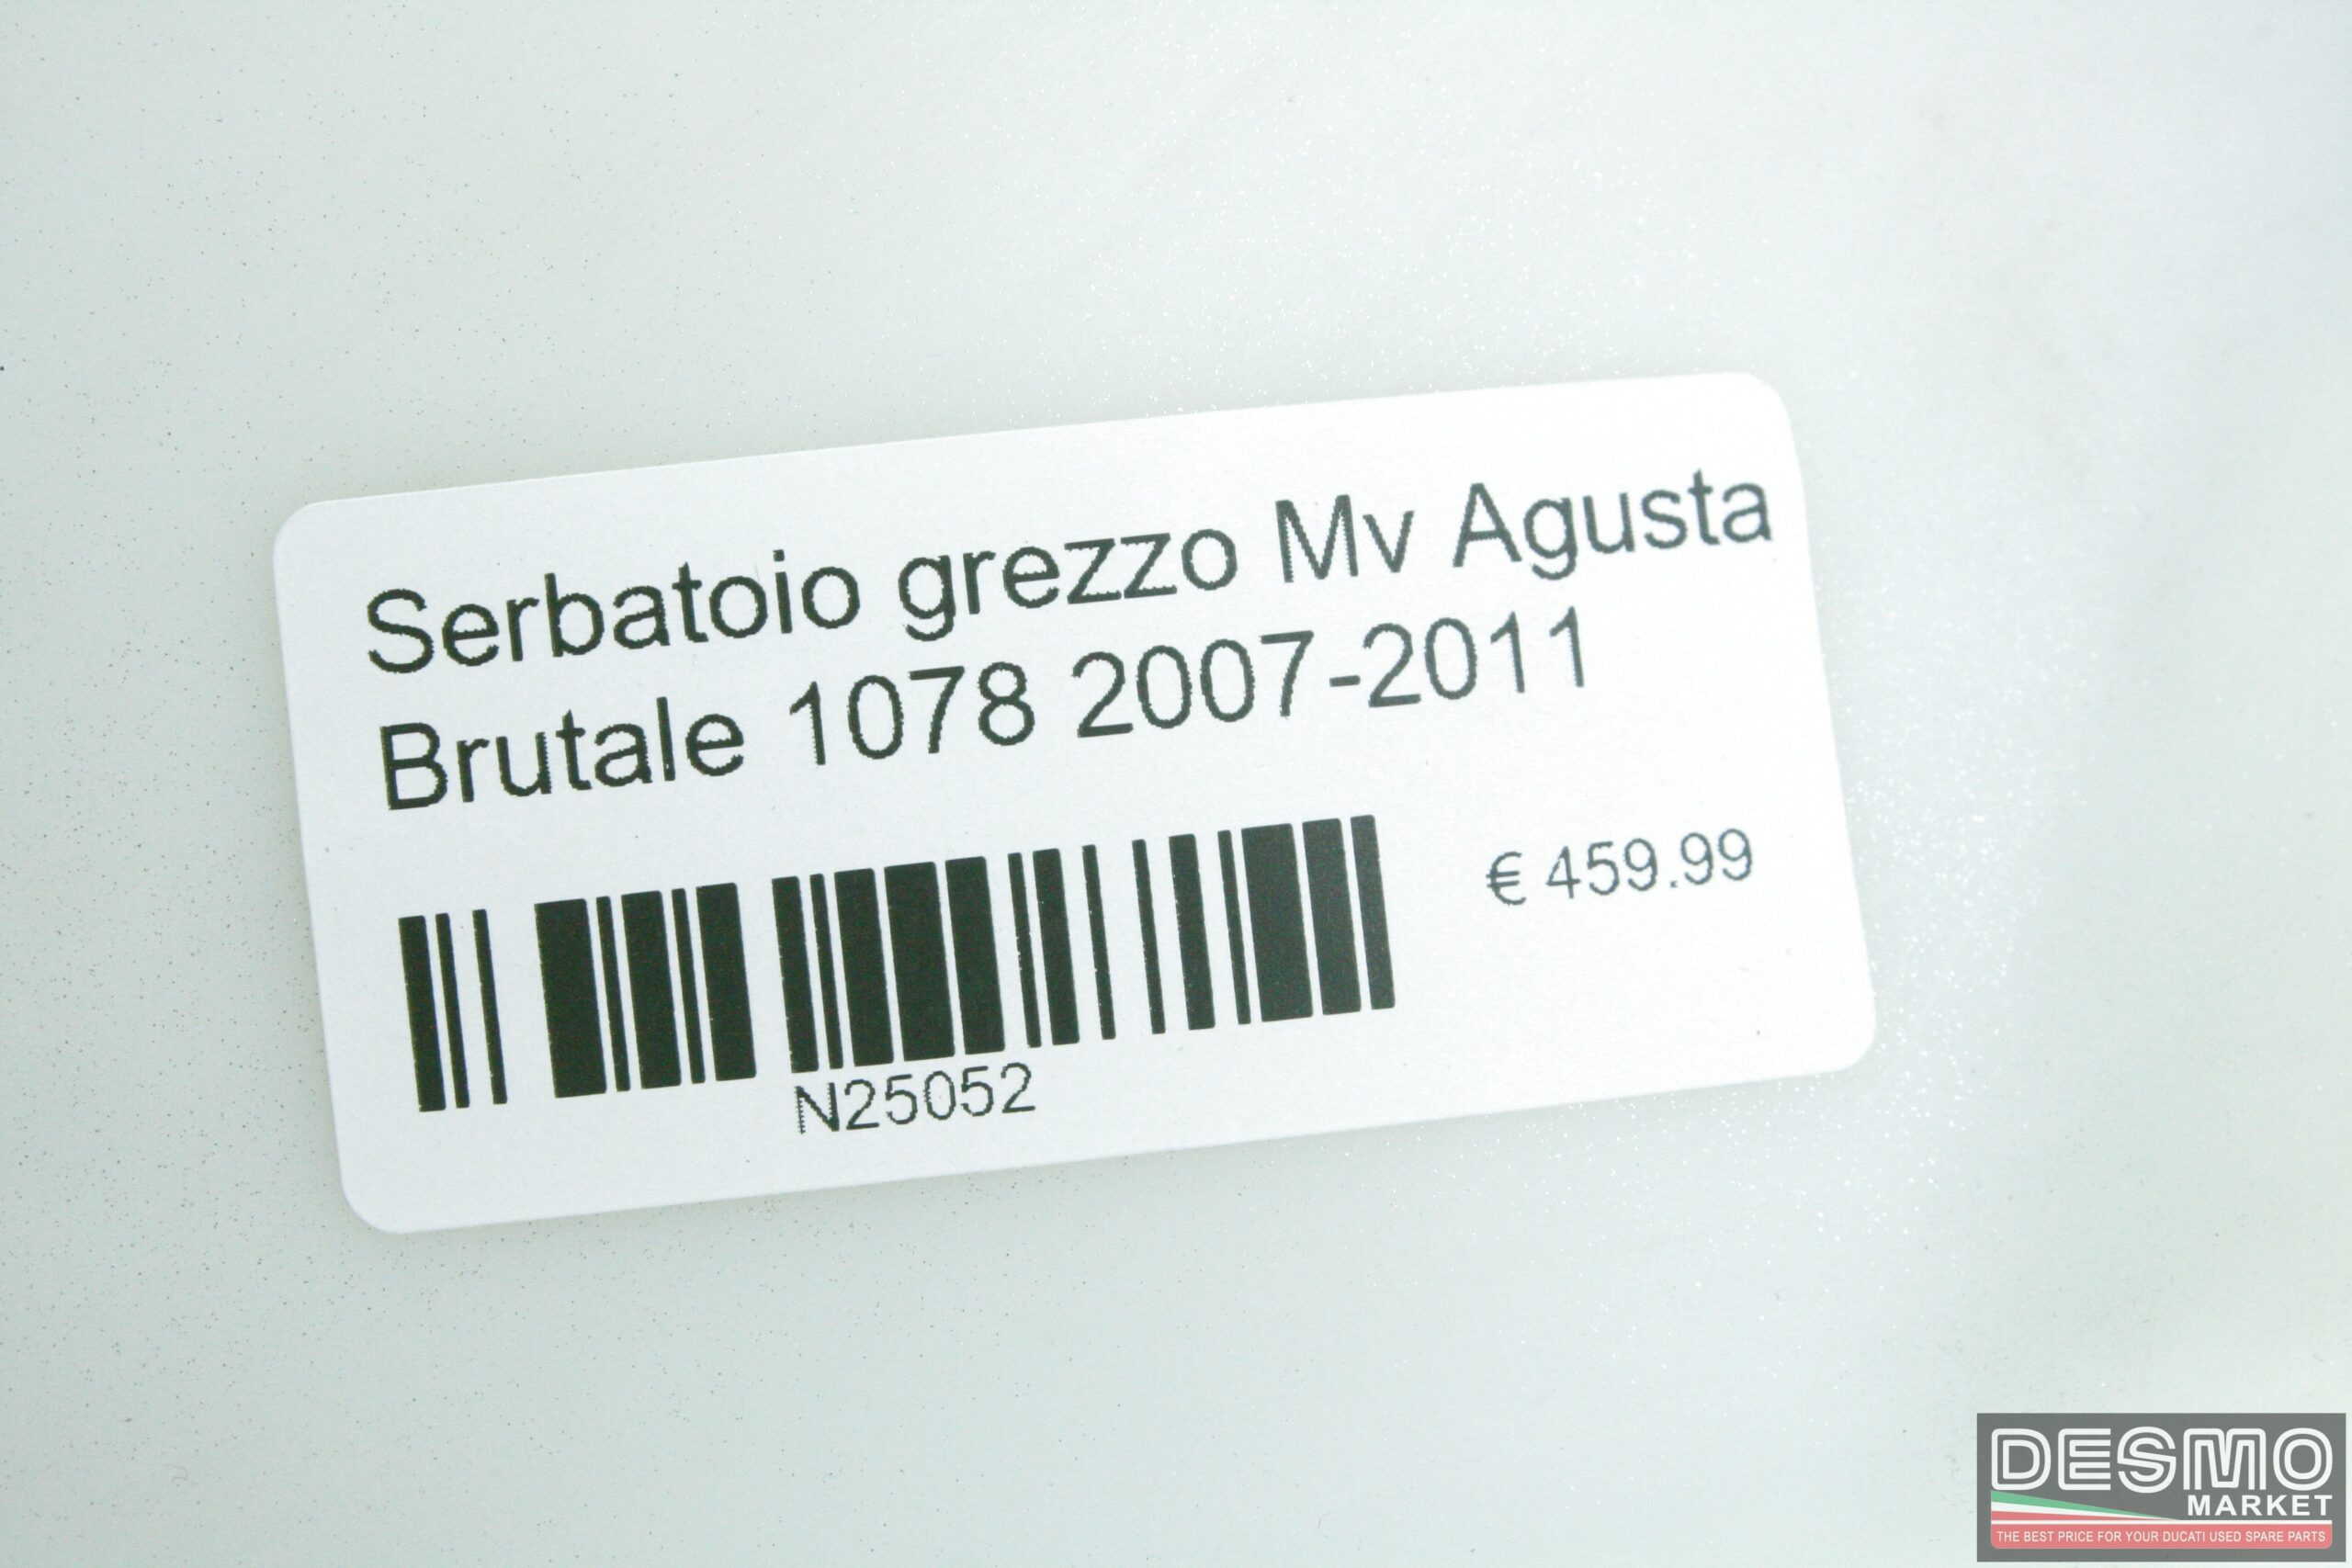 Serbatoio grezzo Mv Agusta
Brutale 1078 2007-2011
€ 459.99
N25052
DESMO
MARKET
THE BEST PRICE FOR YOUR DUCATI USED SPARE PARTS